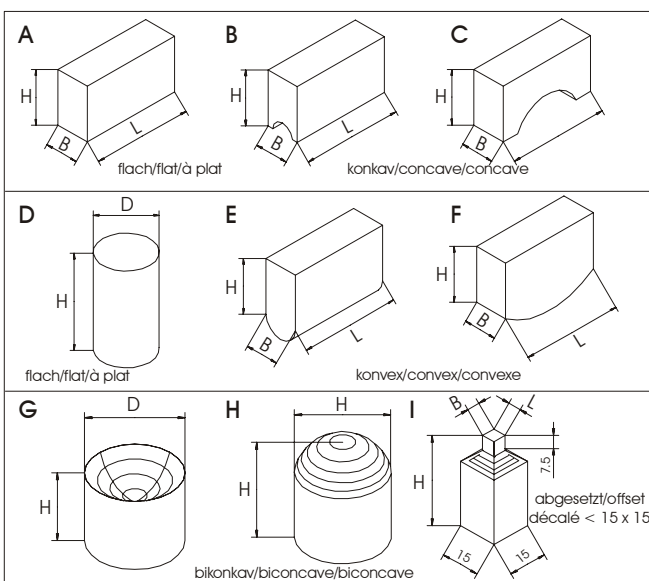 A
H
B
L
flach/flat/à plat
B
H
B
L
konkav/concave/concave
C
H
B
D
D
H
flach/flat/à plat
E
H
B
L
konvex/convex/convexe
F
H
B
L
G
D
H
H
H
H
bikonkav/biconcave/biconcave
I
B
L
H
7.5
abgesetzt/offset
décalé < 15 x 15
15
15